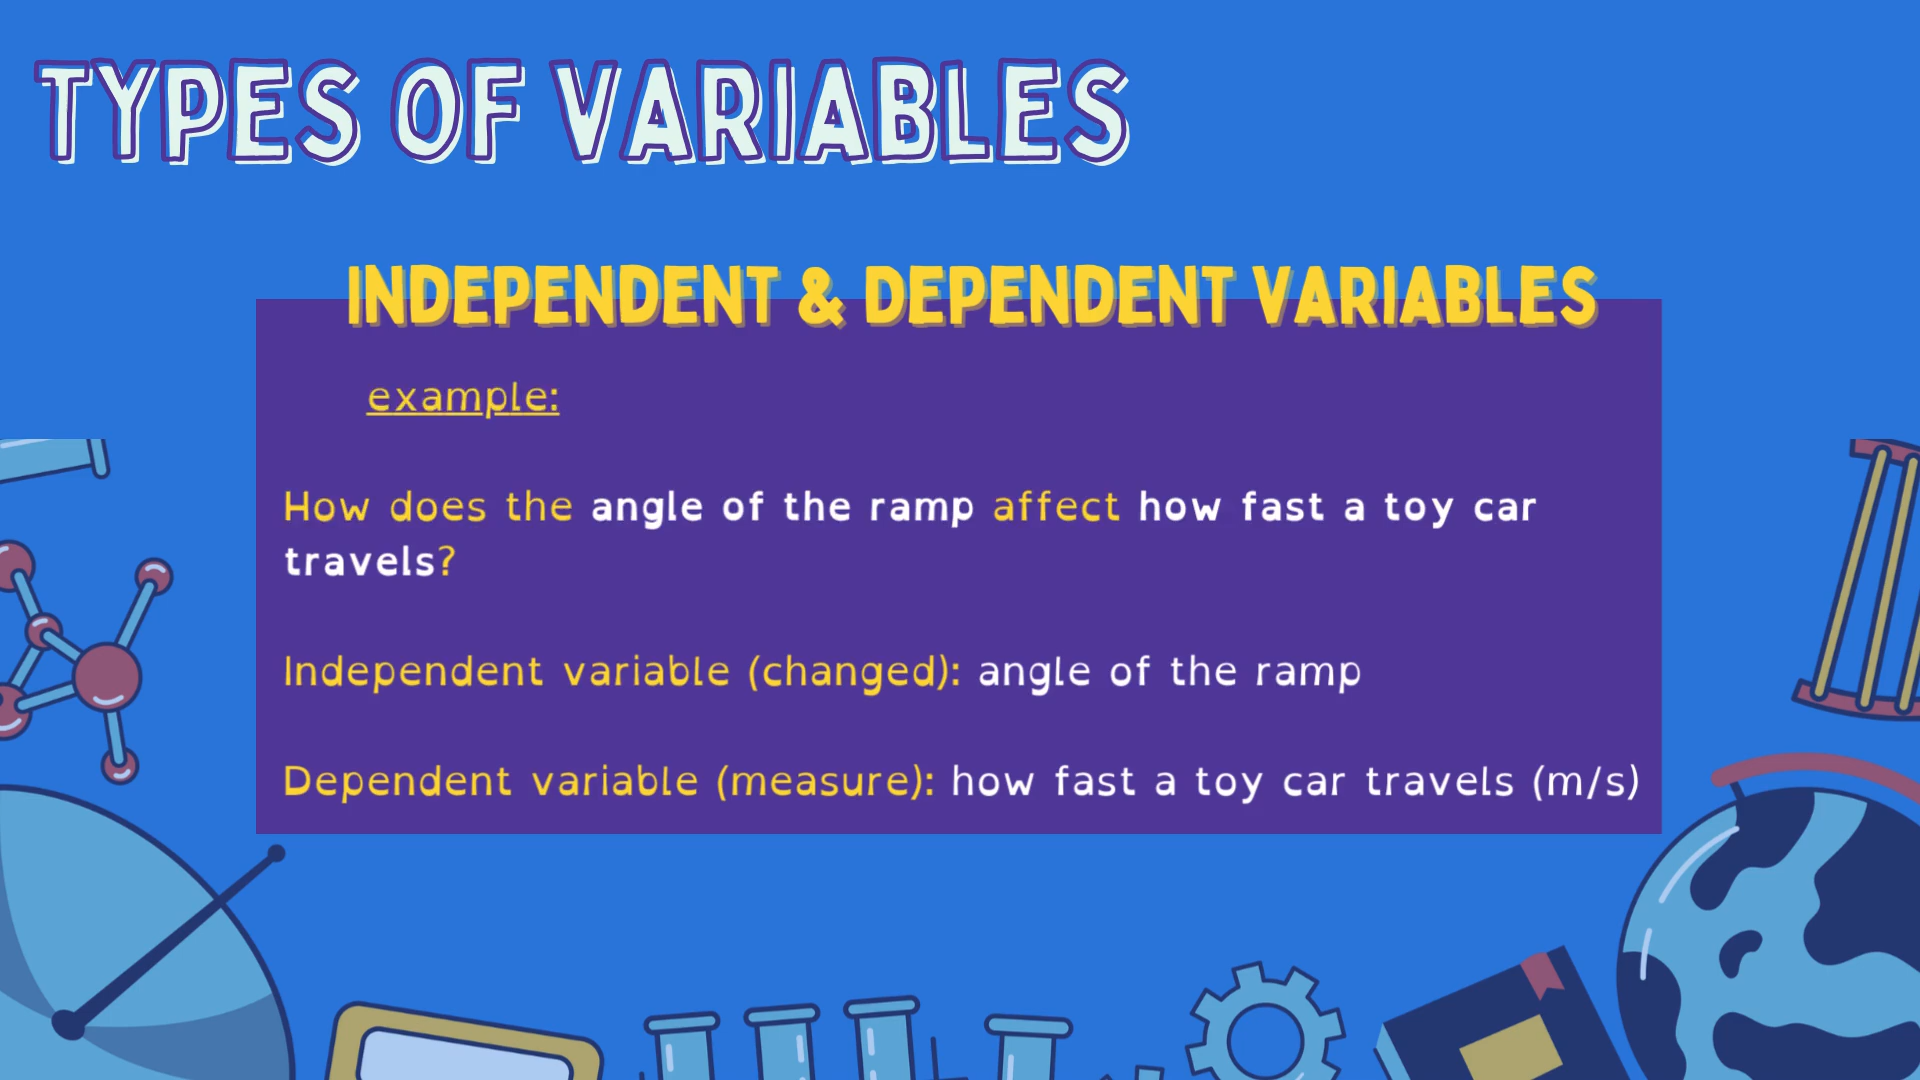 TYPES OF VARIABLES
INDEPENDENT & DEPENDENT VARIABLES
example:
How does the angle of the ramp affect how fast a toy car
travels?
Independent variable (changed): angle of the ramp
Dependent variable (measure): how fast a toy car travels (m/s)